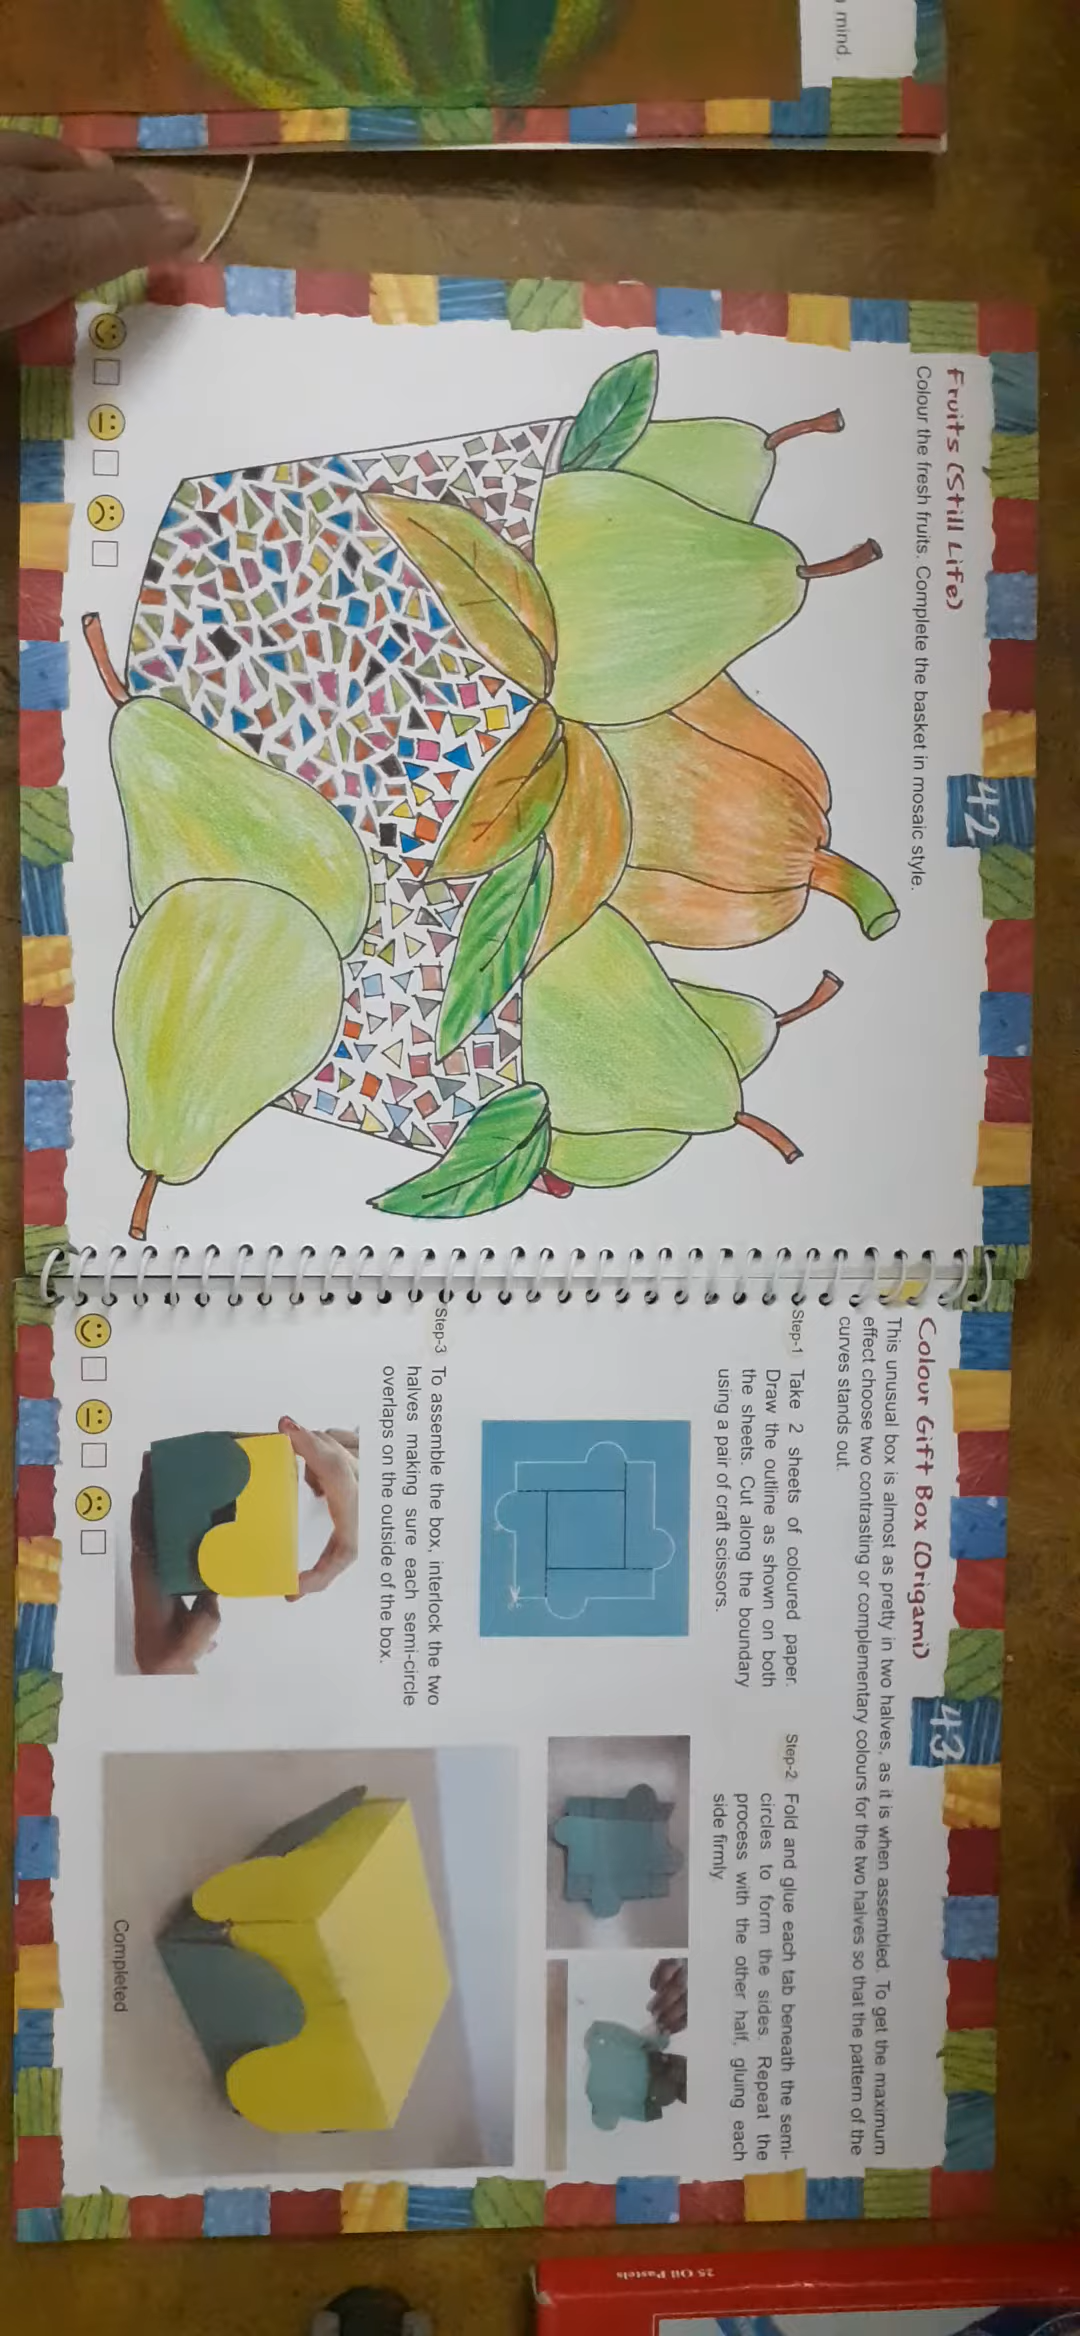 mind.
42
Fruits (Still Life)
Colour the fresh fruits. Complete the basket in mosaic style.
43
Colour Gift Box (Origami)
This unusual box is almost as pretty in two halves, as it is when assembled. To get the maximum
effect choose two contrasting or complementary colours for the two halves so that the pattern of the
curves stands out.
Step-1 Take 2 sheets of coloured paper.
Draw the outline as shown on both
the sheets. Cut along the boundary
using a pair of craft scissors.
Step-2 Fold and glue each tab beneath the semi-
circles to form the sides. Repeat the
process with the other half, gluing each
side firmly
Step-3 To assemble the box, interlock the two
halves making sure each semi-circle
overlaps on the outside of the box.
Completed
25 Oil Pastels